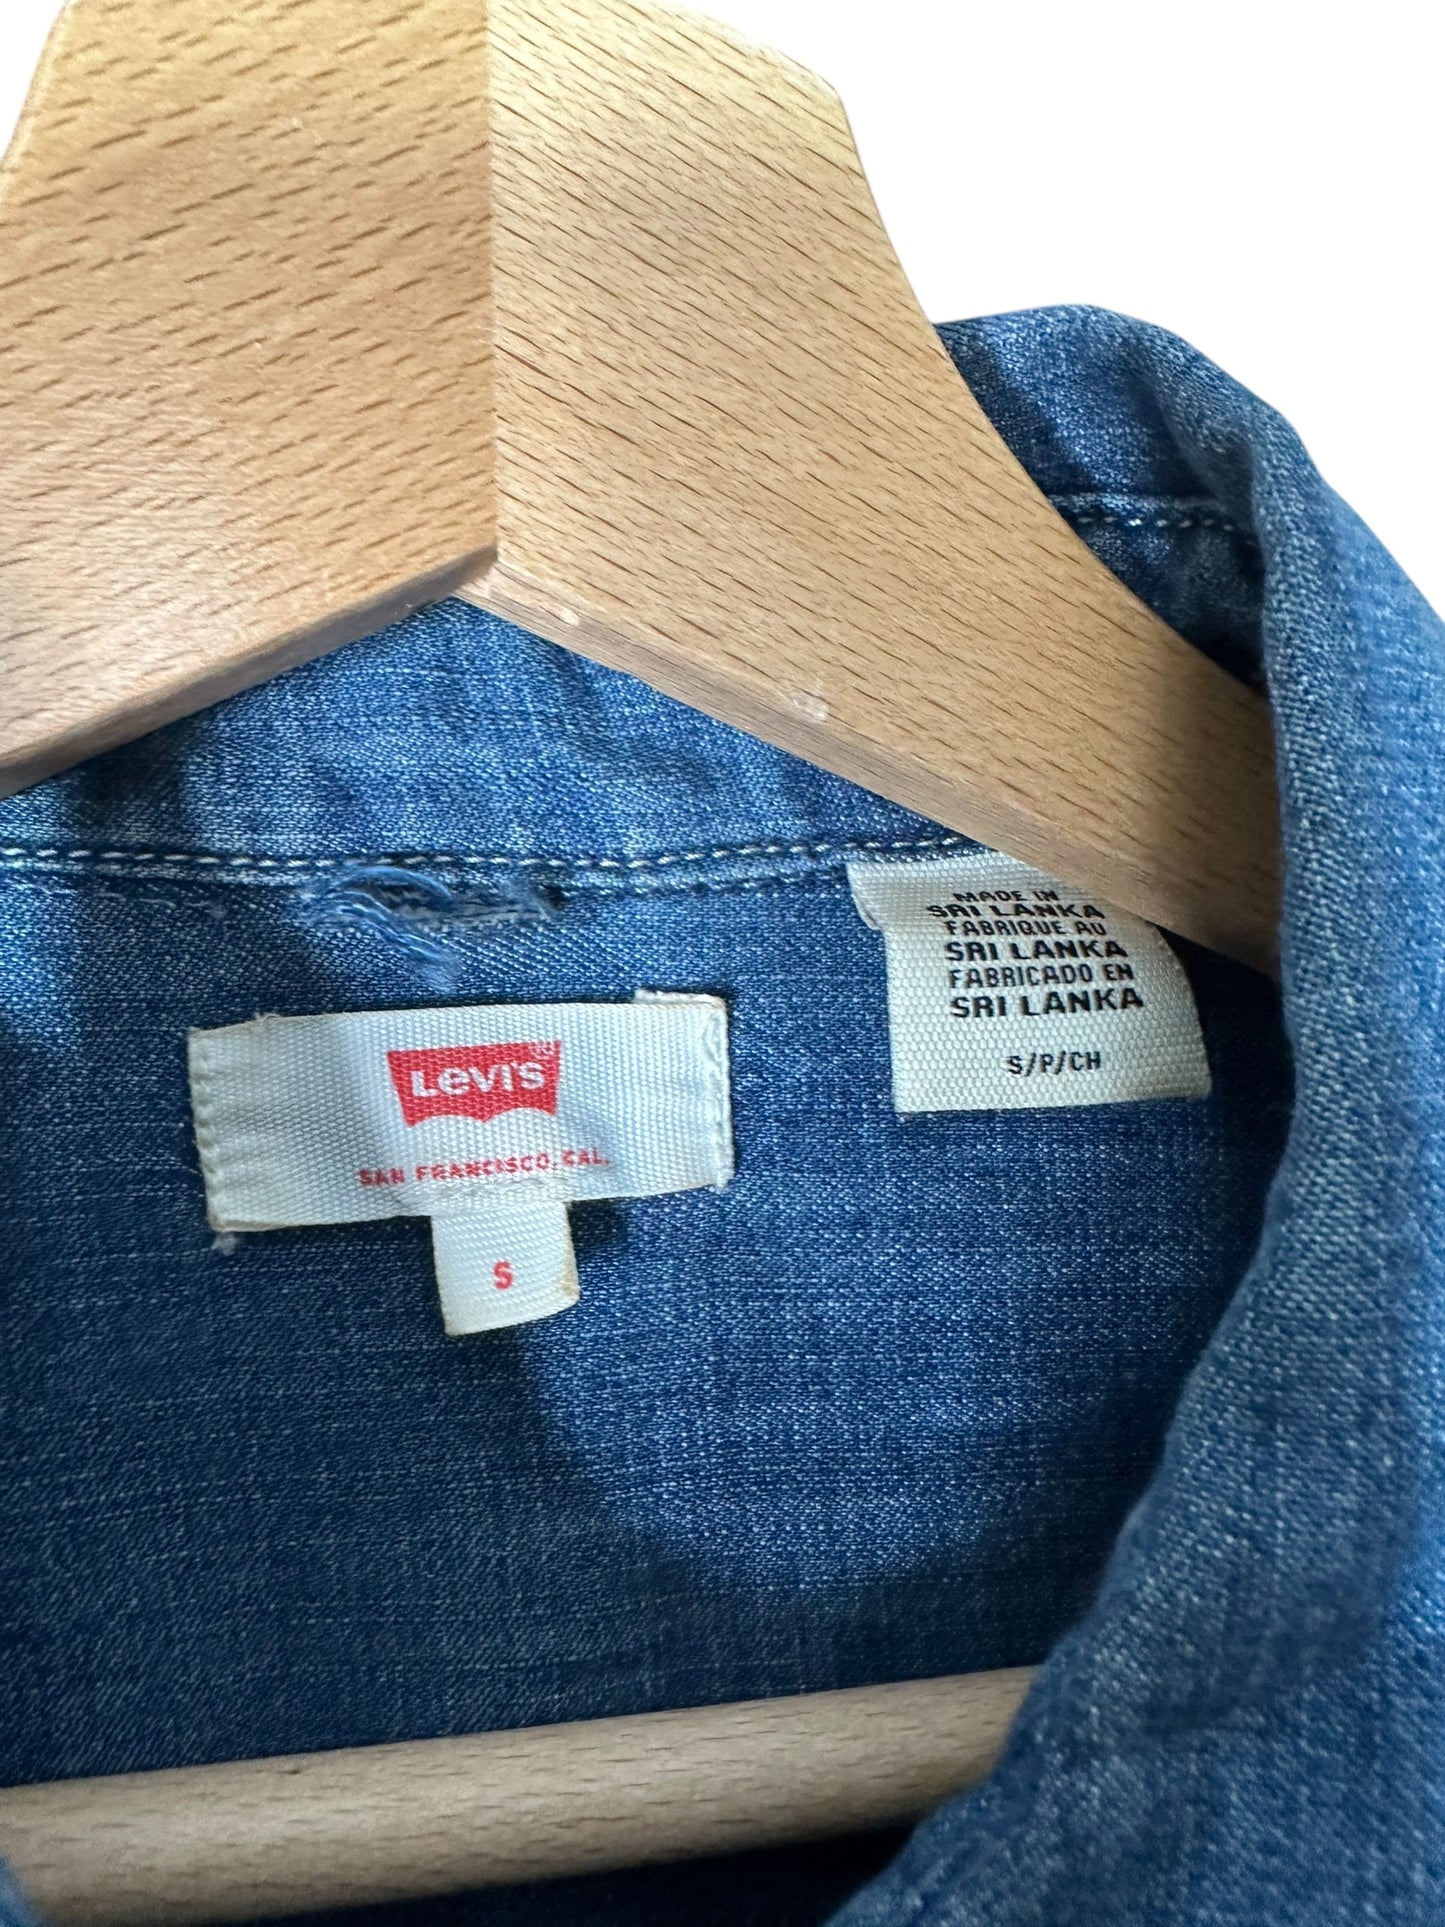 LEVI'S®
SAN FRANCISCO, CAL.
S
MADE IN
SRI LANKA
FABRIQUE AU
SRI LANKA
FABRICADO EN
SRI LANKA
S/P/CH